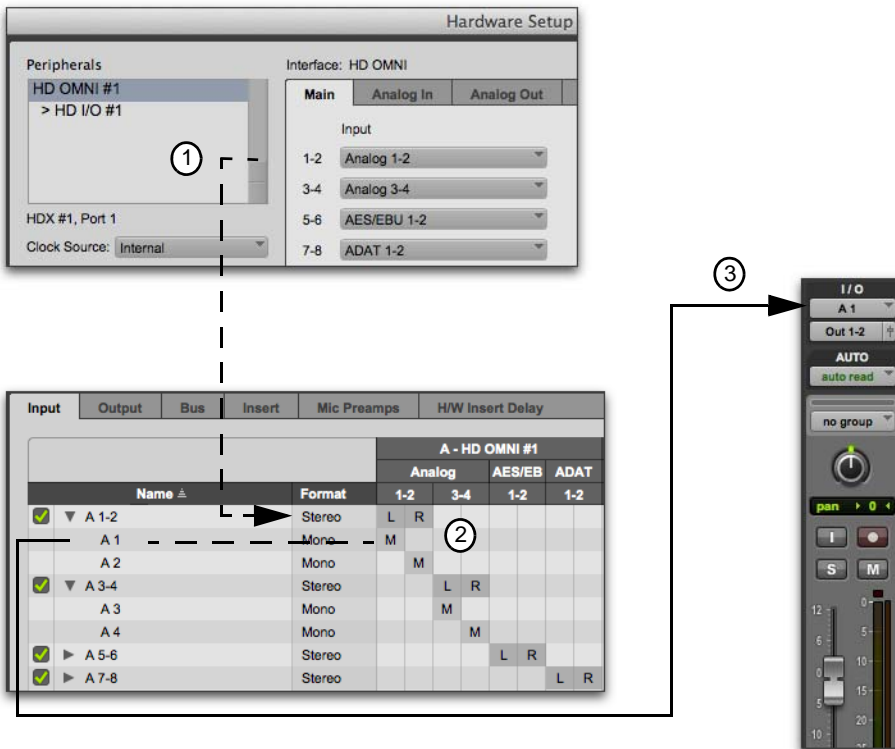 Hardware Setup
Peripherals
HD OMNI #1
> HD I/O #1
HDX #1, Port 1
Clock Source: Internal
Interface: HD OMNI
Main Analog In Analog Out
Input
1-2 Analog 1-2
3-4 Analog 3-4
5-6 AES/EBU 1-2
7-8 ADAT 1-2
1
Input Output Bus Insert Mic Preamps H/W Insert Delay
A - HD OMNI #1
Analog AES/EB ADAT
Name Format 1-2 3-4 1-2 1-2
A 1-2 Stereo L R
A 1 Mono M
A 2 Mono M
A 3-4 Stereo L R
A 3 Mono M
A 4 Mono M
A 5-6 Stereo L R
A 7-8 Stereo L R
2
3
I / O
A 1
Out 1-2
AUTO
auto read
no group
pan 0
I
S M
12 0
6 5
0 10
5 15
10 20